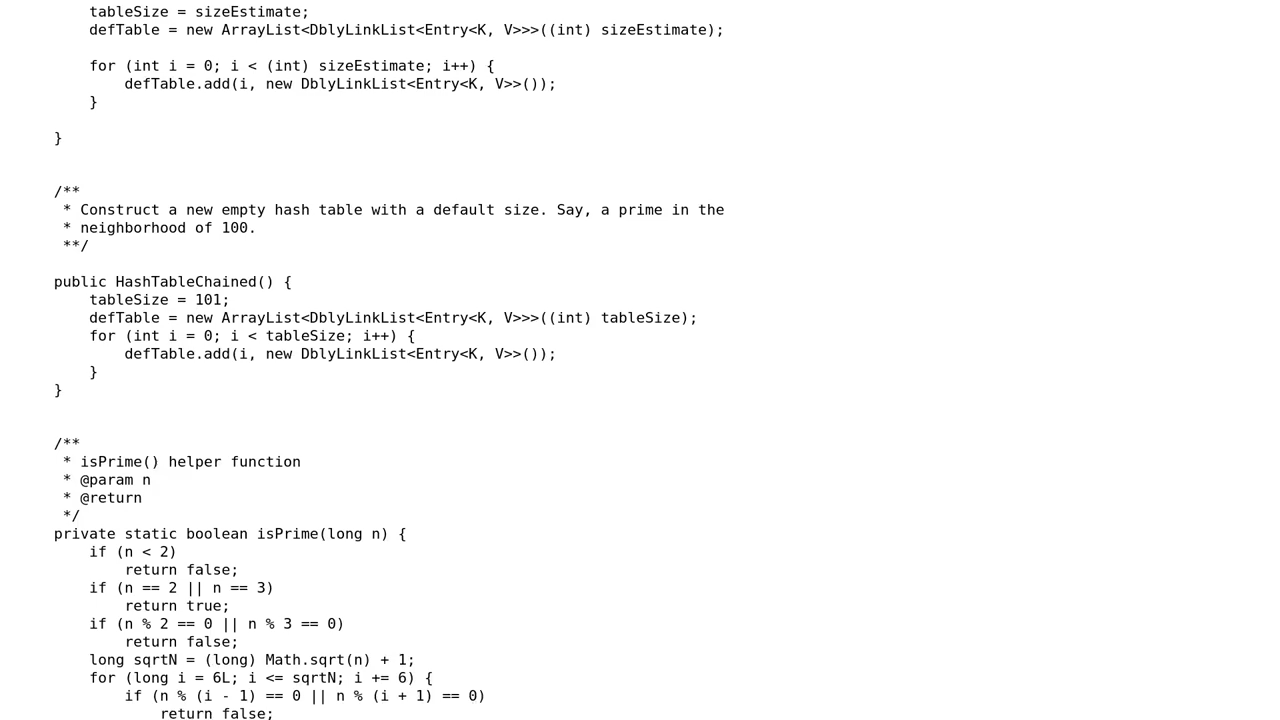 tableSize = sizeEstimate;
defTable = new ArrayList<DblyLinkList<Entry<K, V>>>((int) sizeEstimate);
for (int i = 0; i < (int) sizeEstimate; i++) {
defTable.add(i, new DblyLinkList<Entry<K, V>>());
}
}
/**
* Construct a new empty hash table with a default size. Say, a prime in the
* neighborhood of 100.
**/
public HashTableChained() {
tableSize = 101;
defTable = new ArrayList<DblyLinkList<Entry<K, V>>>((int) tableSize);
for (int i = 0; i < tableSize; i++) {
defTable.add(i, new DblyLinkList<Entry<K, V>>());
}
}
/**
* isPrime() helper function
* @param n
* @return
*/
private static boolean isPrime(long n) {
if (n < 2)
return false;
if (n == 2 || n == 3)
return true;
if (n % 2 == 0 || n % 3 == 0)
return false;
long sqrtN = (long) Math.sqrt(n) + 1;
for (long i = 6L; i <= sqrtN; i += 6) {
if (n % (i - 1) == 0 || n % (i + 1) == 0)
return false;